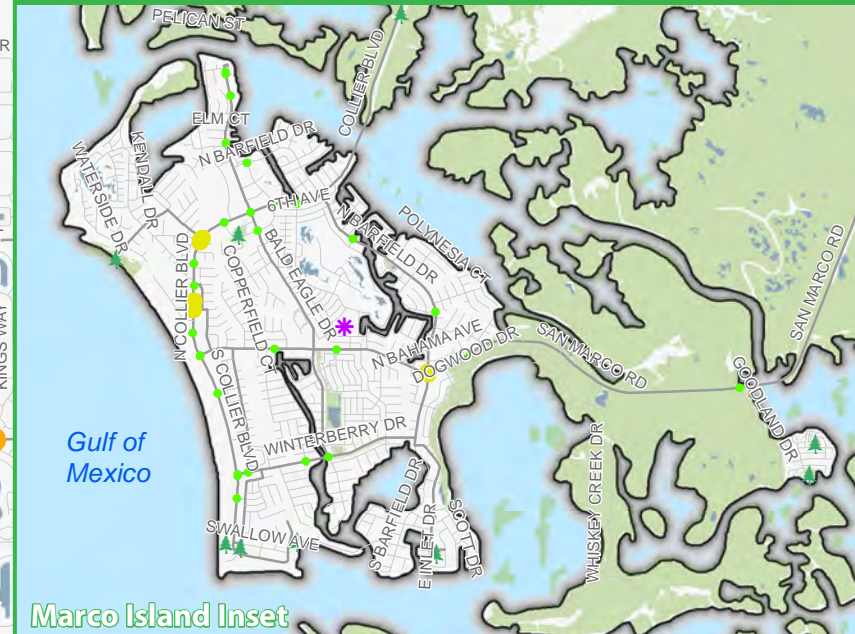 PELICAN ST
R
COLLIER BLVD
ELM CT
N BARFIELD DR
KENDALL DR
WATERSIDE DR
6TH AVE
N BARFIELD DR
POLYNESIA CT
BALD EAGLE DR
COPPERFIELD CT
N COLLIER BLVD
SAN MARCO RD
KINGS WAY
N BAHAMA AVE
DOGWOOD DR
SAN MARCO RD
S COLLIER BLVD
GOODLAND DR
Gulf of
Mexico
WINTERBERRY DR
WHISKEY CREEK DR
S BARFIELD DR
E INLET DR
S SCOTT DR
SWALLOW AVE
Marco Island Inset